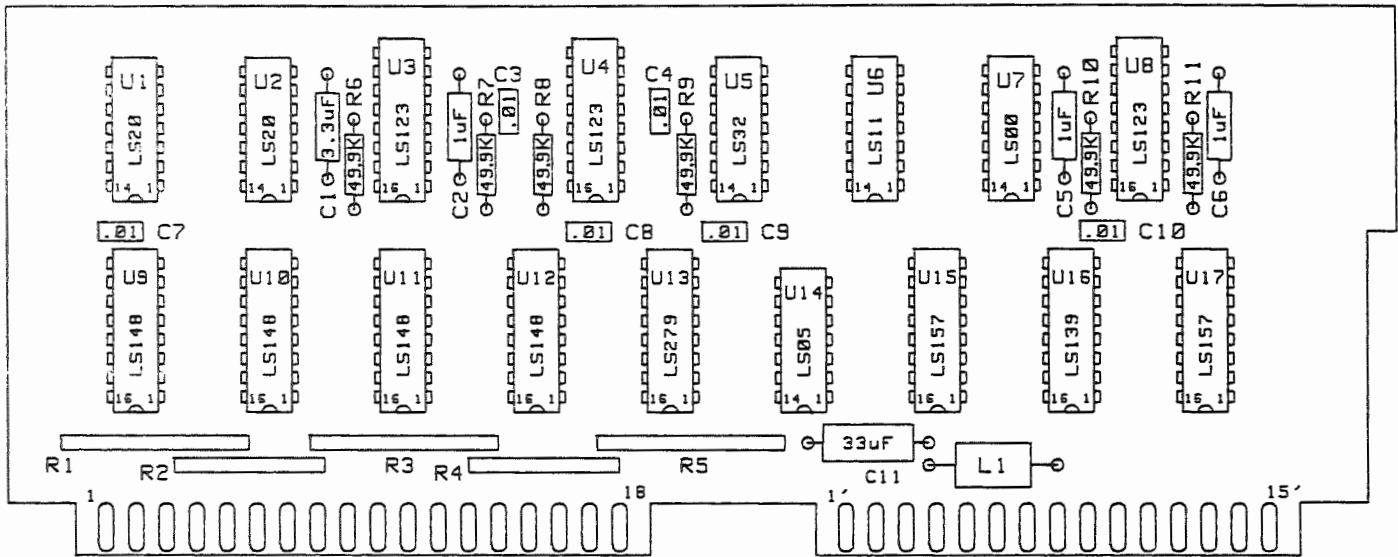 U1
LS20
14 1
U2
LS20
14 1
C1
3.3uF
R6
49.9K
U3
LS123
16 1
C2
1uF
R7
49.9K
C3
.01
R8
49.9K
U4
LS123
16 1
C4
.01
R9
49.9K
U5
LS32
14 1
U6
LS11
14 1
U7
LS00
14 1
C5
1uF
R10
49.9K
U8
LS123
16 1
R11
49.9K
C6
1uF
.01 C7
.01 C8
.01 C9
.01 C10
U9
LS148
16 1
U10
LS148
16 1
U11
LS148
16 1
U12
LS148
16 1
U13
LS279
16 1
U14
LS05
14 1
U15
LS157
16 1
U16
LS139
16 1
U17
LS157
16 1
R1
R2
R3
R4
R5
33uF
C11
L1
1
18
1'
15'